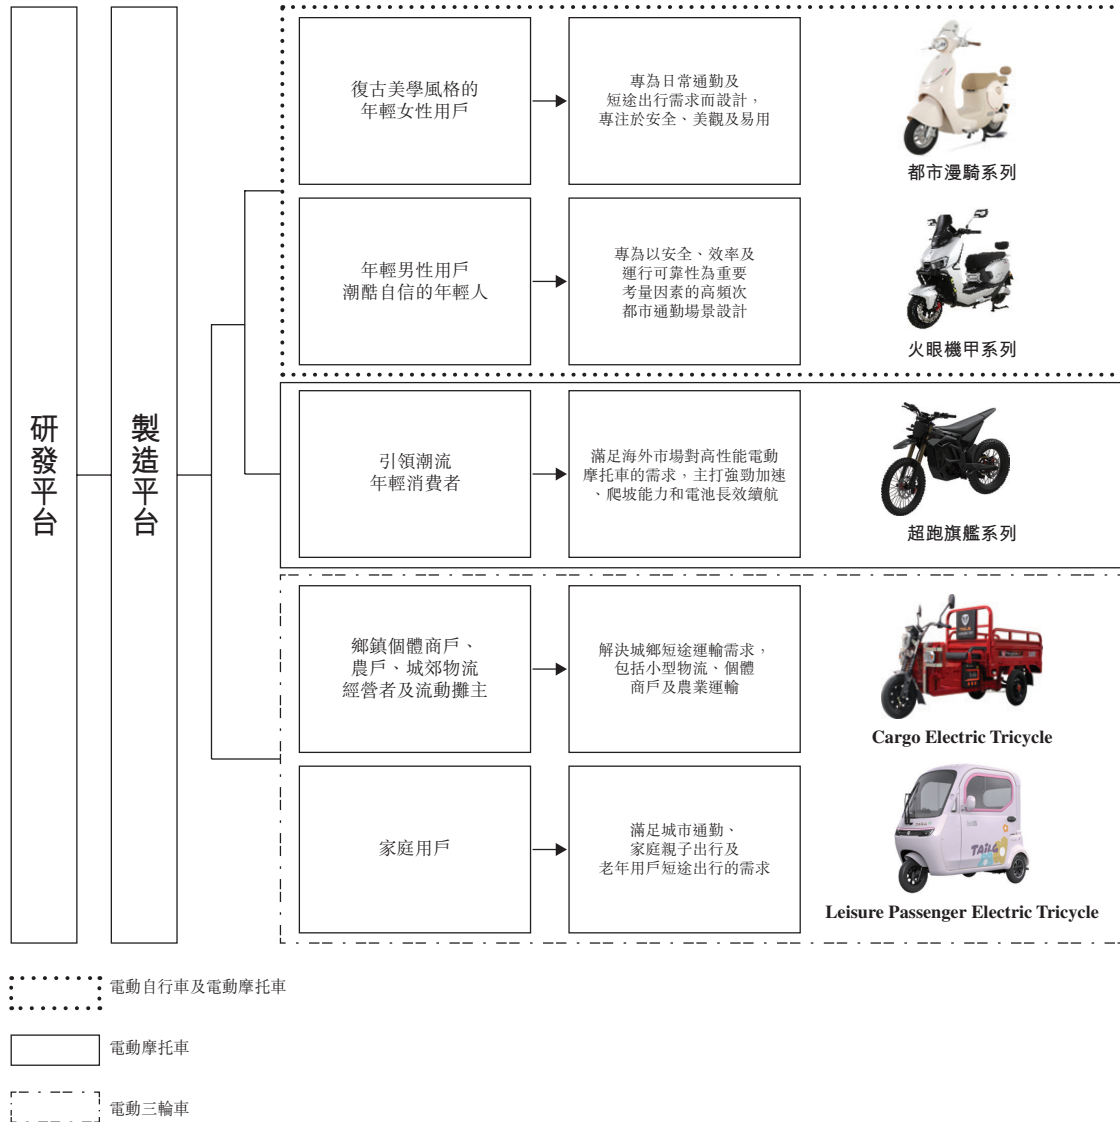 研發平台
製造平台
復古美學風格的
年輕女性用戶
專為日常通勤及
短途出行需求而設計，
專注於安全、美觀及易用
都市漫騎系列
年輕男性用戶
潮酷自信的年輕人
專為以安全、效率及
運行可靠性為重要
考量因素的高頻次
都市通勤場景設計
火眼機甲系列
引領潮流
年輕消費者
滿足海外市場對高性能電動
摩托車的需求，主打強勁加速
、爬坡能力和電池長效續航
超跑旗艦系列
鄉鎮個體商戶、
農戶、城郊物流
經營者及流動攤主
解決城鄉短途運輸需求，
包括小型物流、個體
商戶及農業運輸
Cargo Electric Tricycle
家庭用戶
滿足城市通勤、
家庭親子出行及
老年用戶短途出行的需求
TAILG
Leisure Passenger Electric Tricycle
電動自行車及電動摩托車
電動摩托車
電動三輪車